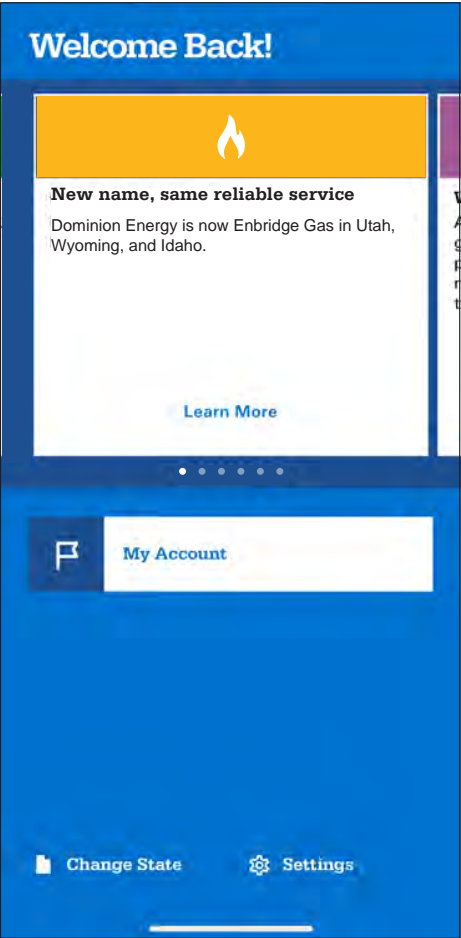 Welcome Back!
New name, same reliable service
Dominion Energy is now Enbridge Gas in Utah,
Wyoming, and Idaho.
Learn More
My Account
Change State
Settings